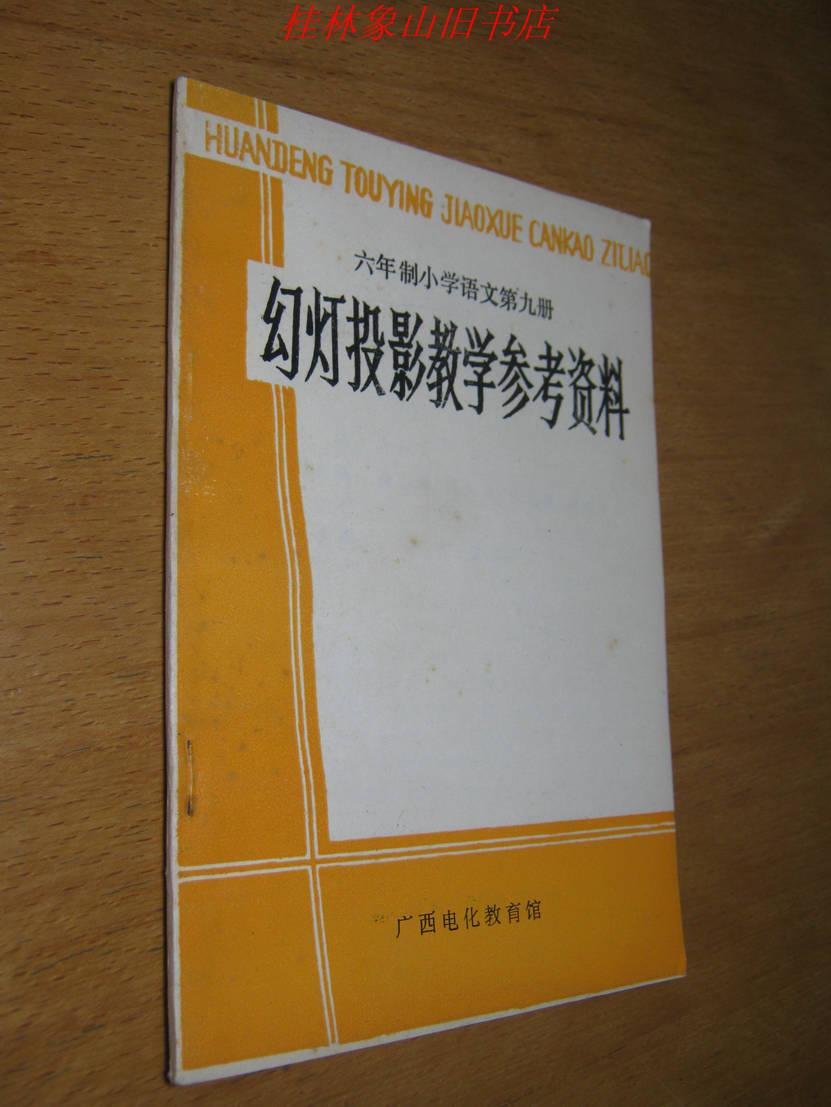 桂林象山旧书店
HUANDENG TOUYING JIAOXUE CANKAO ZILIAO
六年制小学语文第九册
幻灯投影教学参考资料
广西电化教育馆